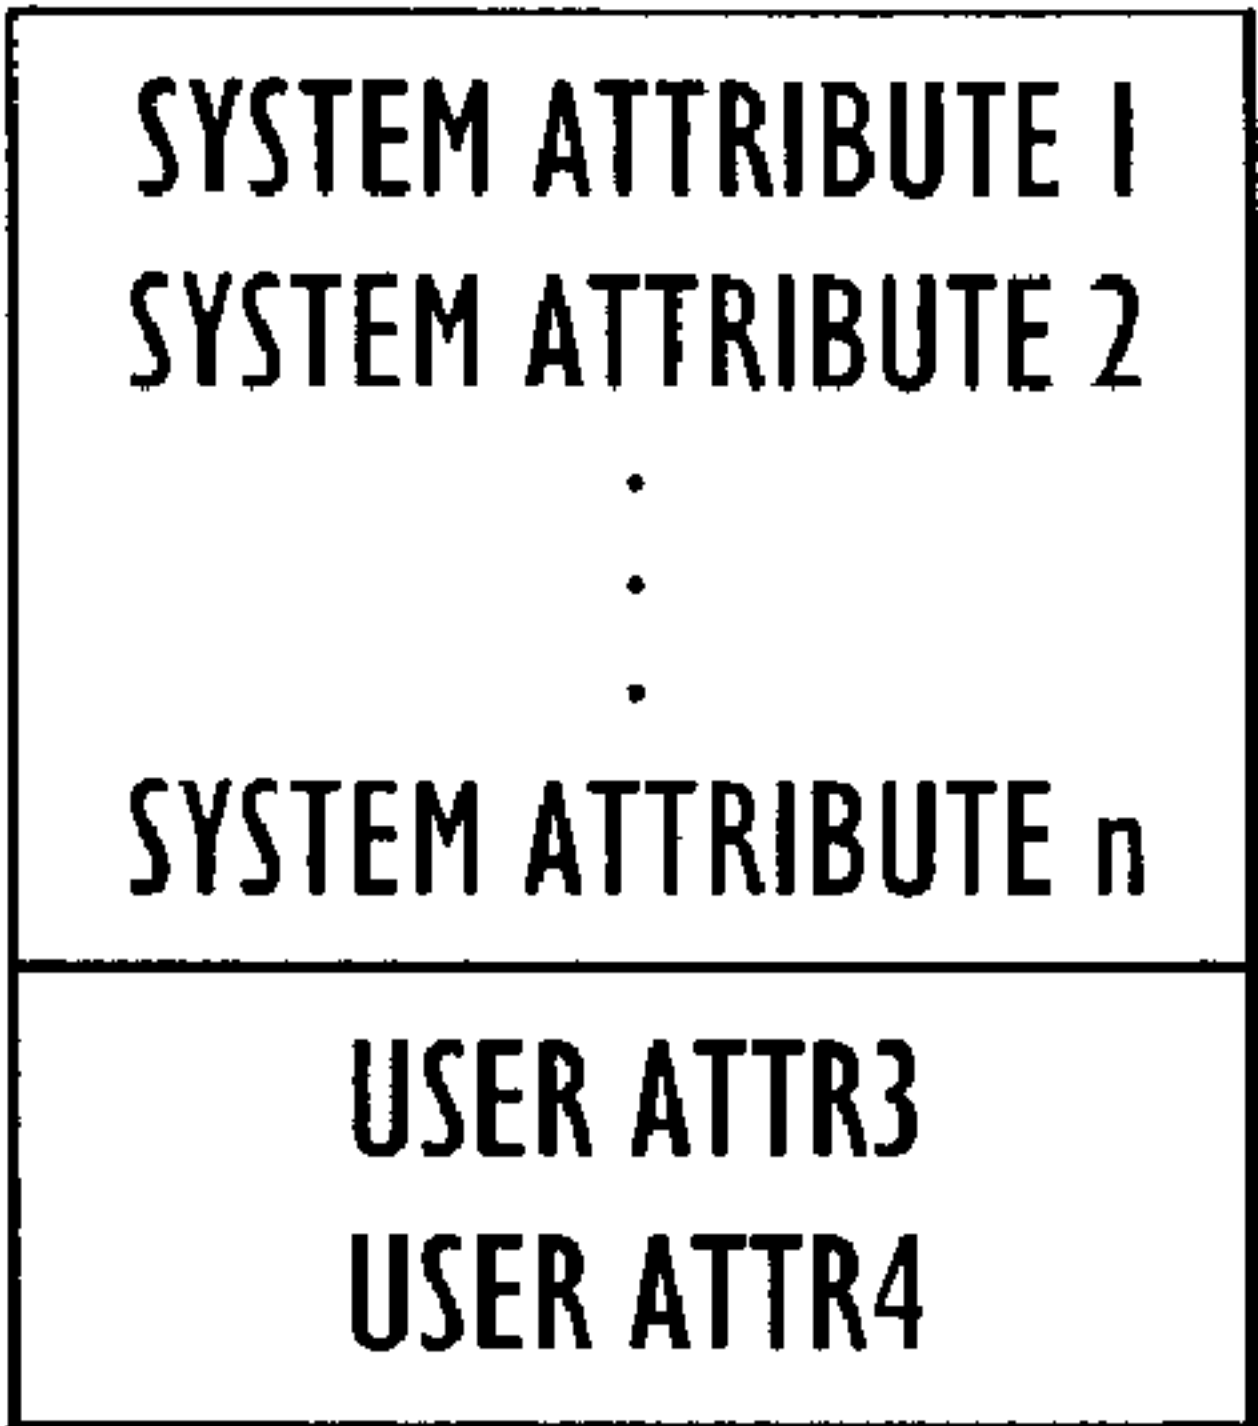 SYSTEM ATTRIBUTE 1
SYSTEM ATTRIBUTE 2
.
.
.
SYSTEM ATTRIBUTE n
USER ATTR3
USER ATTR4